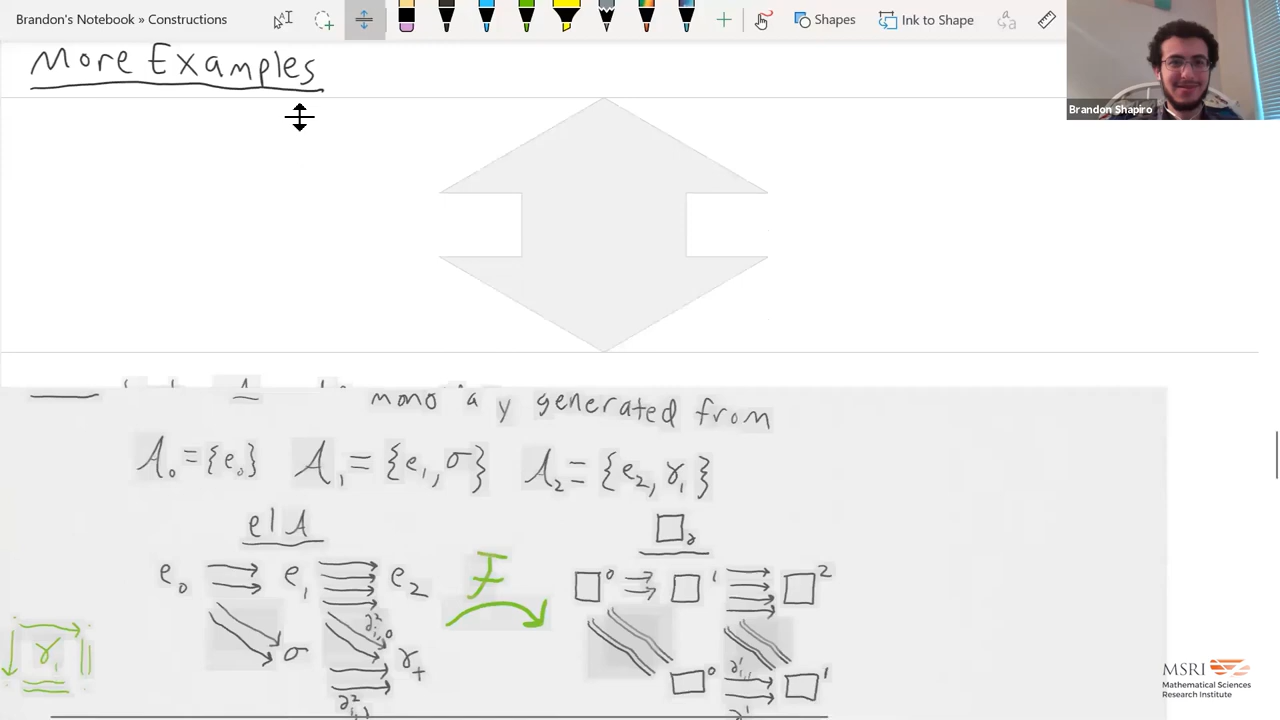 Brandon's Notebook » Constructions
Shapes
Ink to Shape
Brandon Shapiro
More Examples
mono
y generated from
A₀ = {e₀} A₁ = {e₁, σ} A₂ = {e₂, γ₁}
el A
□₂
e₀ e₁ e₂
F
□⁰ □¹ □²
σ
γ₊
□⁰ □¹
γ₁
MSRI
Mathematical Sciences
Research Institute